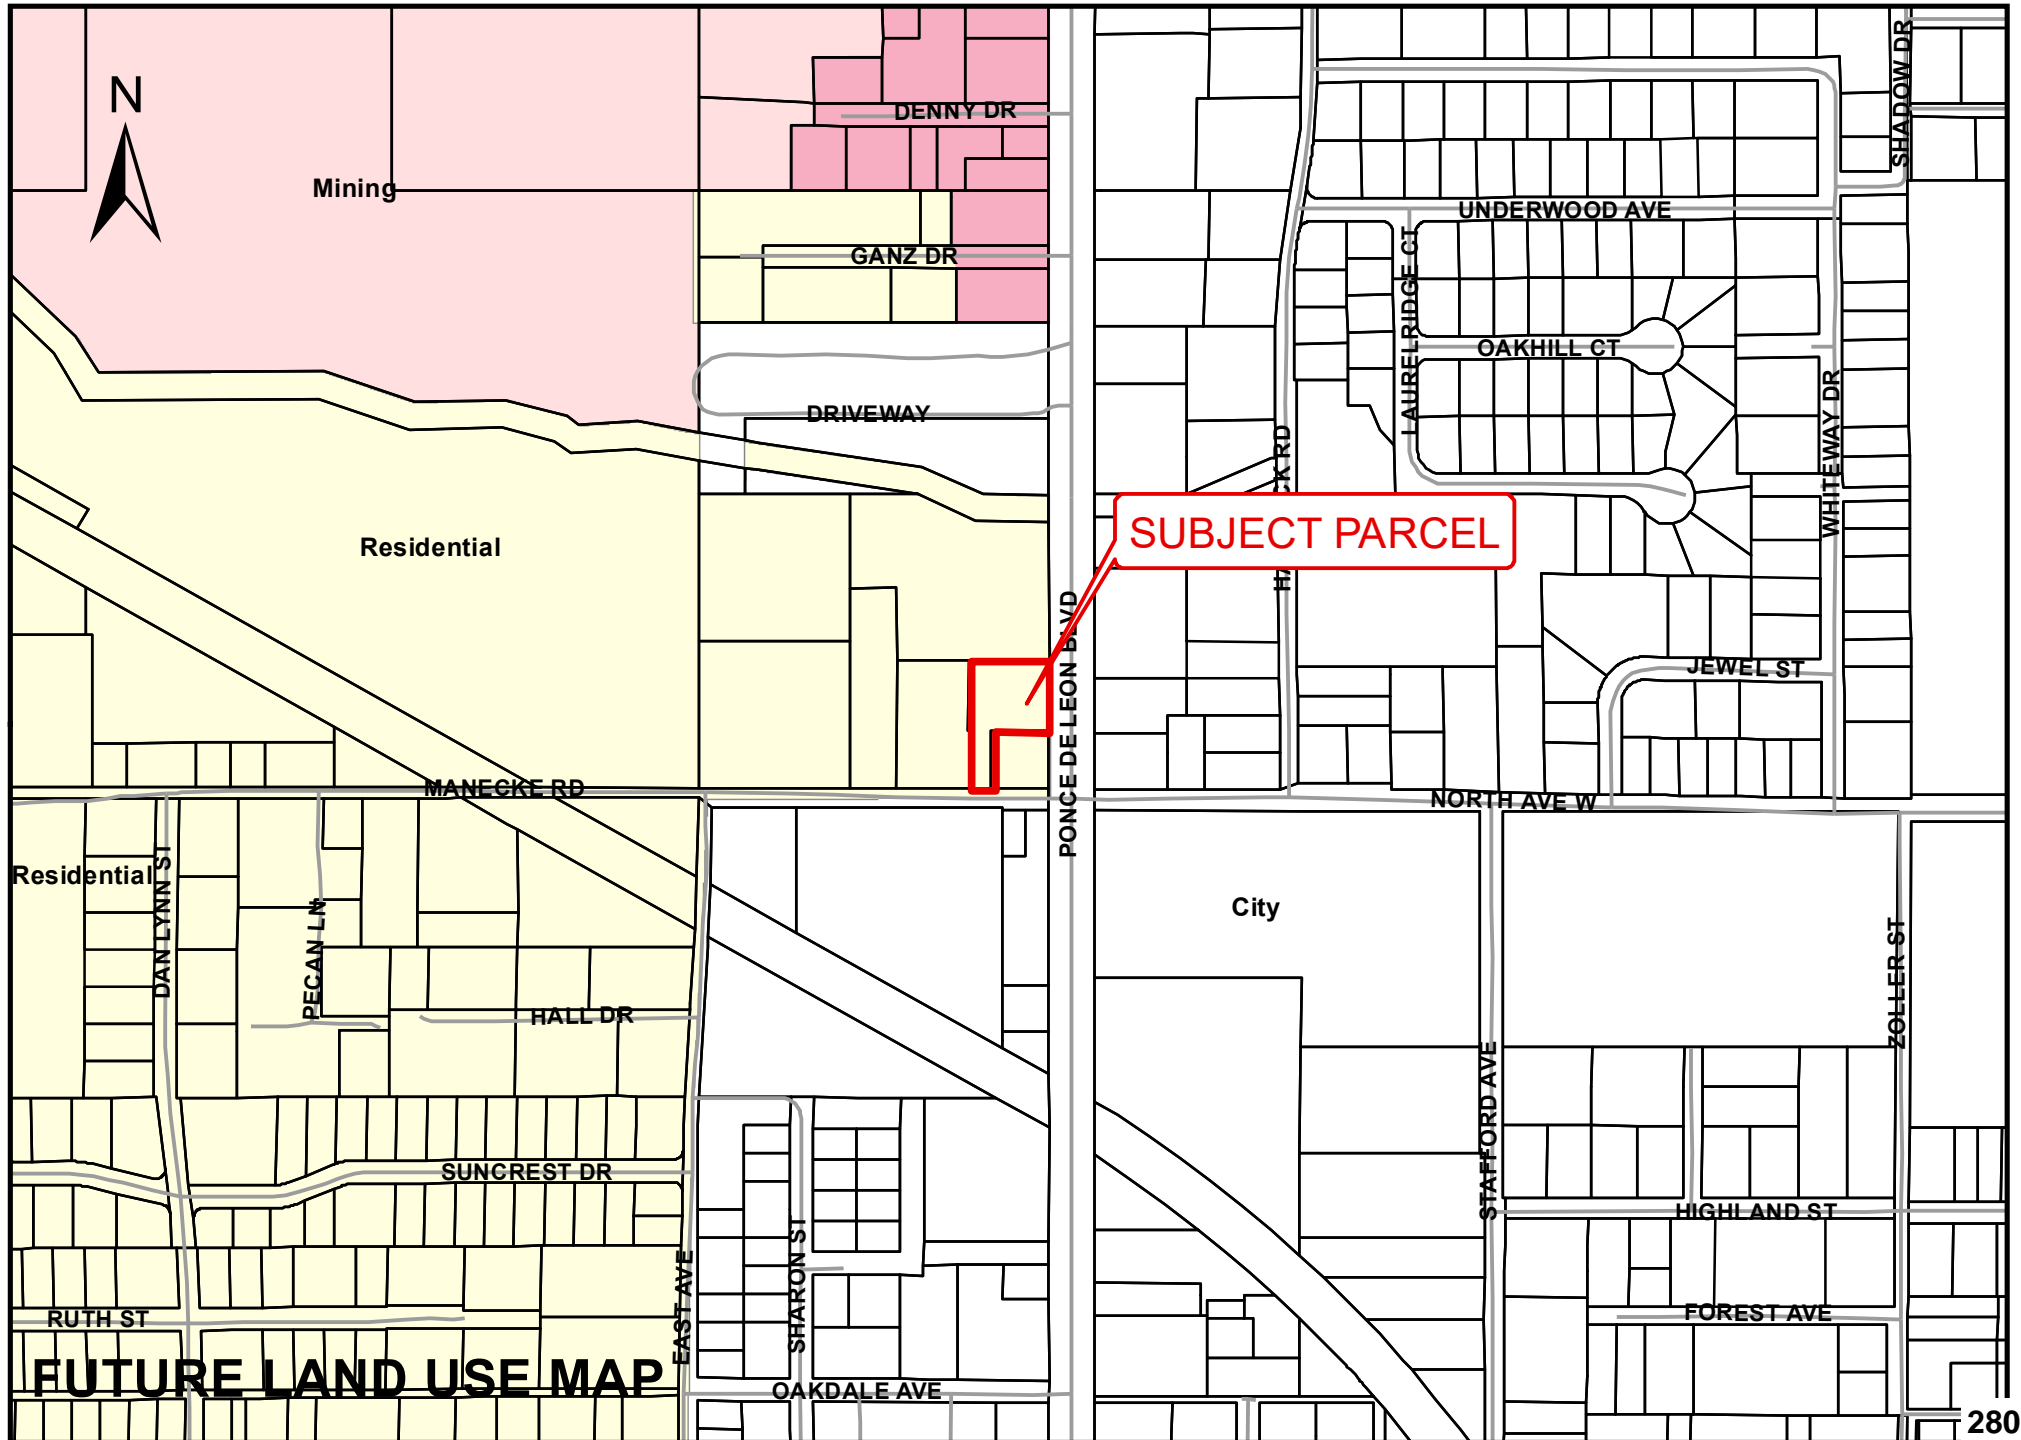 N
SHADOW DR
DENNY DR
Mining
UNDERWOOD AVE
GANZ DR
LAURELRIDGE CT
OAKHILL CT
DRIVEWAY
WHITEWAY DR
CK RD
SUBJECT PARCEL
Residential
PONCE DE LEON BLVD
JEWEL ST
MANECKE RD
NORTH AVE W
Residential
DAN LYNN ST
PECAN LN
City
ZOLLER ST
HALL DR
STAFFORD AVE
SUNCREST DR
HIGHLAND ST
SHARON ST
EAST AVE
RUTH ST
FOREST AVE
FUTURE LAND USE MAP
OAKDALE AVE
280